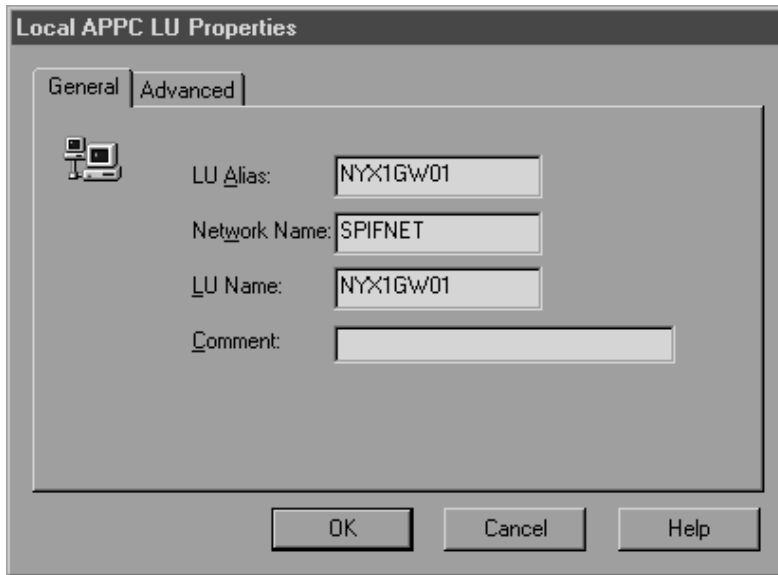 Local APPC LU Properties
General Advanced
LU Alias: NYX1GW01
Network Name: SPIFNET
LU Name: NYX1GW01
Comment:
OK Cancel Help